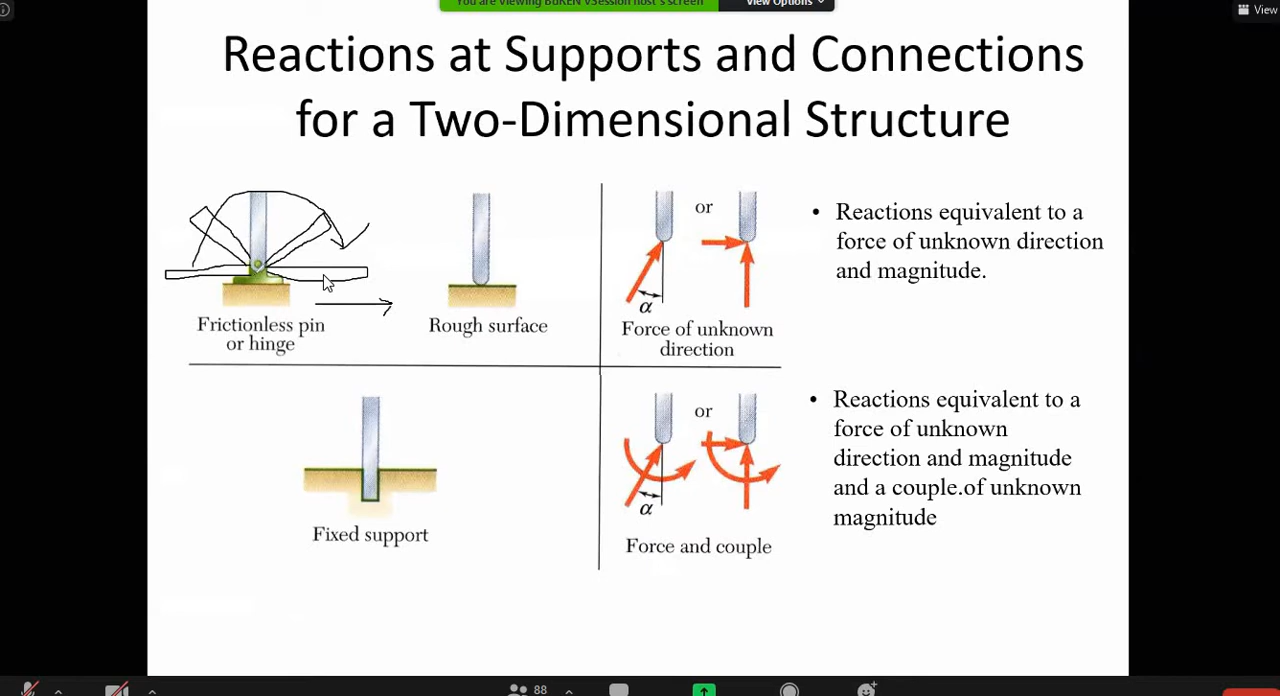 You are viewing BdREN VSession host's screen
View Options
View
Reactions at Supports and Connections
for a Two-Dimensional Structure
Frictionless pin
or hinge
Rough surface
or
α
Force of unknown
direction
• Reactions equivalent to a
force of unknown direction
and magnitude.
Fixed support
or
α
Force and couple
• Reactions equivalent to a
force of unknown
direction and magnitude
and a couple.of unknown
magnitude
88